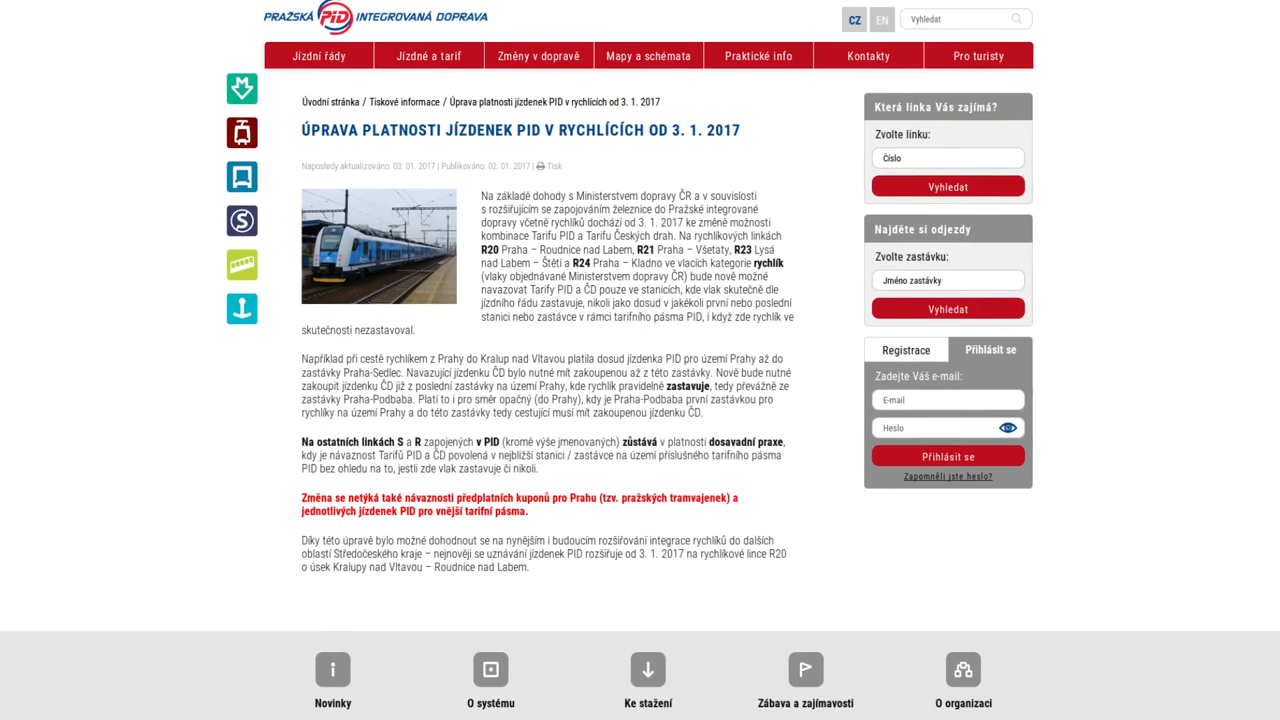 PRAŽSKÁ PID INTEGROVANÁ DOPRAVA
CZ EN Vyhledat
Jízdní řády Jízdné a tarif Změny v dopravě Mapy a schémata Praktické info Kontakty Pro turisty
Úvodní stránka / Tiskové informace / Úprava platnosti jízdenek PID v rychlících od 3. 1. 2017
ÚPRAVA PLATNOSTI JÍZDENEK PID V RYCHLÍCÍCH OD 3. 1. 2017
Naposledy aktualizováno: 03. 01. 2017 | Publikováno: 02. 01. 2017 | Tisk
Na základě dohody s Ministerstvem dopravy ČR a v souvislosti
s rozšiřujícím se zapojováním železnice do Pražské integrované
dopravy včetně rychlíků dochází od 3. 1. 2017 ke změně možnosti
kombinace Tarifu PID a Tarifu Českých drah. Na rychlíkových linkách
R20 Praha – Roudnice nad Labem, R21 Praha – Všetaty, R23 Lysá
nad Labem – Štětí a R24 Praha – Kladno ve vlacích kategorie rychlík
(vlaky objednávané Ministerstvem dopravy ČR) bude nově možné
navazovat Tarify PID a ČD pouze ve stanicích, kde vlak skutečně dle
jízdního řádu zastavuje, nikoli jako dosud v jakékoli první nebo poslední
stanici nebo zastávce v rámci tarifního pásma PID, i když zde rychlík ve
skutečnosti nezastavoval.
Například při cestě rychlíkem z Prahy do Kralup nad Vltavou platila dosud jízdenka PID pro území Prahy až do
zastávky Praha-Sedlec. Navazující jízdenku ČD bylo nutné mít zakoupenou až z této zastávky. Nově bude nutné
zakoupit jízdenku ČD již z poslední zastávky na území Prahy, kde rychlík pravidelně zastavuje, tedy převážně ze
zastávky Praha-Podbaba. Platí to i pro směr opačný (do Prahy), kdy je Praha-Podbaba první zastávkou pro
rychlíky na území Prahy a do této zastávky tedy cestující musí mít zakoupenou jízdenku ČD.
Na ostatních linkách S a R zapojených v PID (kromě výše jmenovaných) zůstává v platnosti dosavadní praxe,
kdy je návaznost Tarifů PID a ČD povolená v nejbližší stanici / zastávce na území příslušného tarifního pásma
PID bez ohledu na to, jestli zde vlak zastavuje či nikoli.
Změna se netýká také návaznosti předplatních kuponů pro Prahu (tzv. pražských tramvajenek) a
jednotlivých jízdenek PID pro vnější tarifní pásma.
Díky této úpravě bylo možné dohodnout se na nynějším i budoucím rozšiřování integrace rychlíků do dalších
oblastí Středočeského kraje – nejnověji se uznávání jízdenek PID rozšiřuje od 3. 1. 2017 na rychlíkové lince R20
o úsek Kralupy nad Vltavou – Roudnice nad Labem.
Která linka Vás zajímá?
Zvolte linku:
Číslo
Vyhledat
Najděte si odjezdy
Zvolte zastávku:
Jméno zastávky
Vyhledat
Registrace Přihlásit se
Zadejte Váš e-mail:
E-mail
Heslo
Přihlásit se
Zapomněli jste heslo?
Novinky O systému Ke stažení Zábava a zajímavosti O organizaci